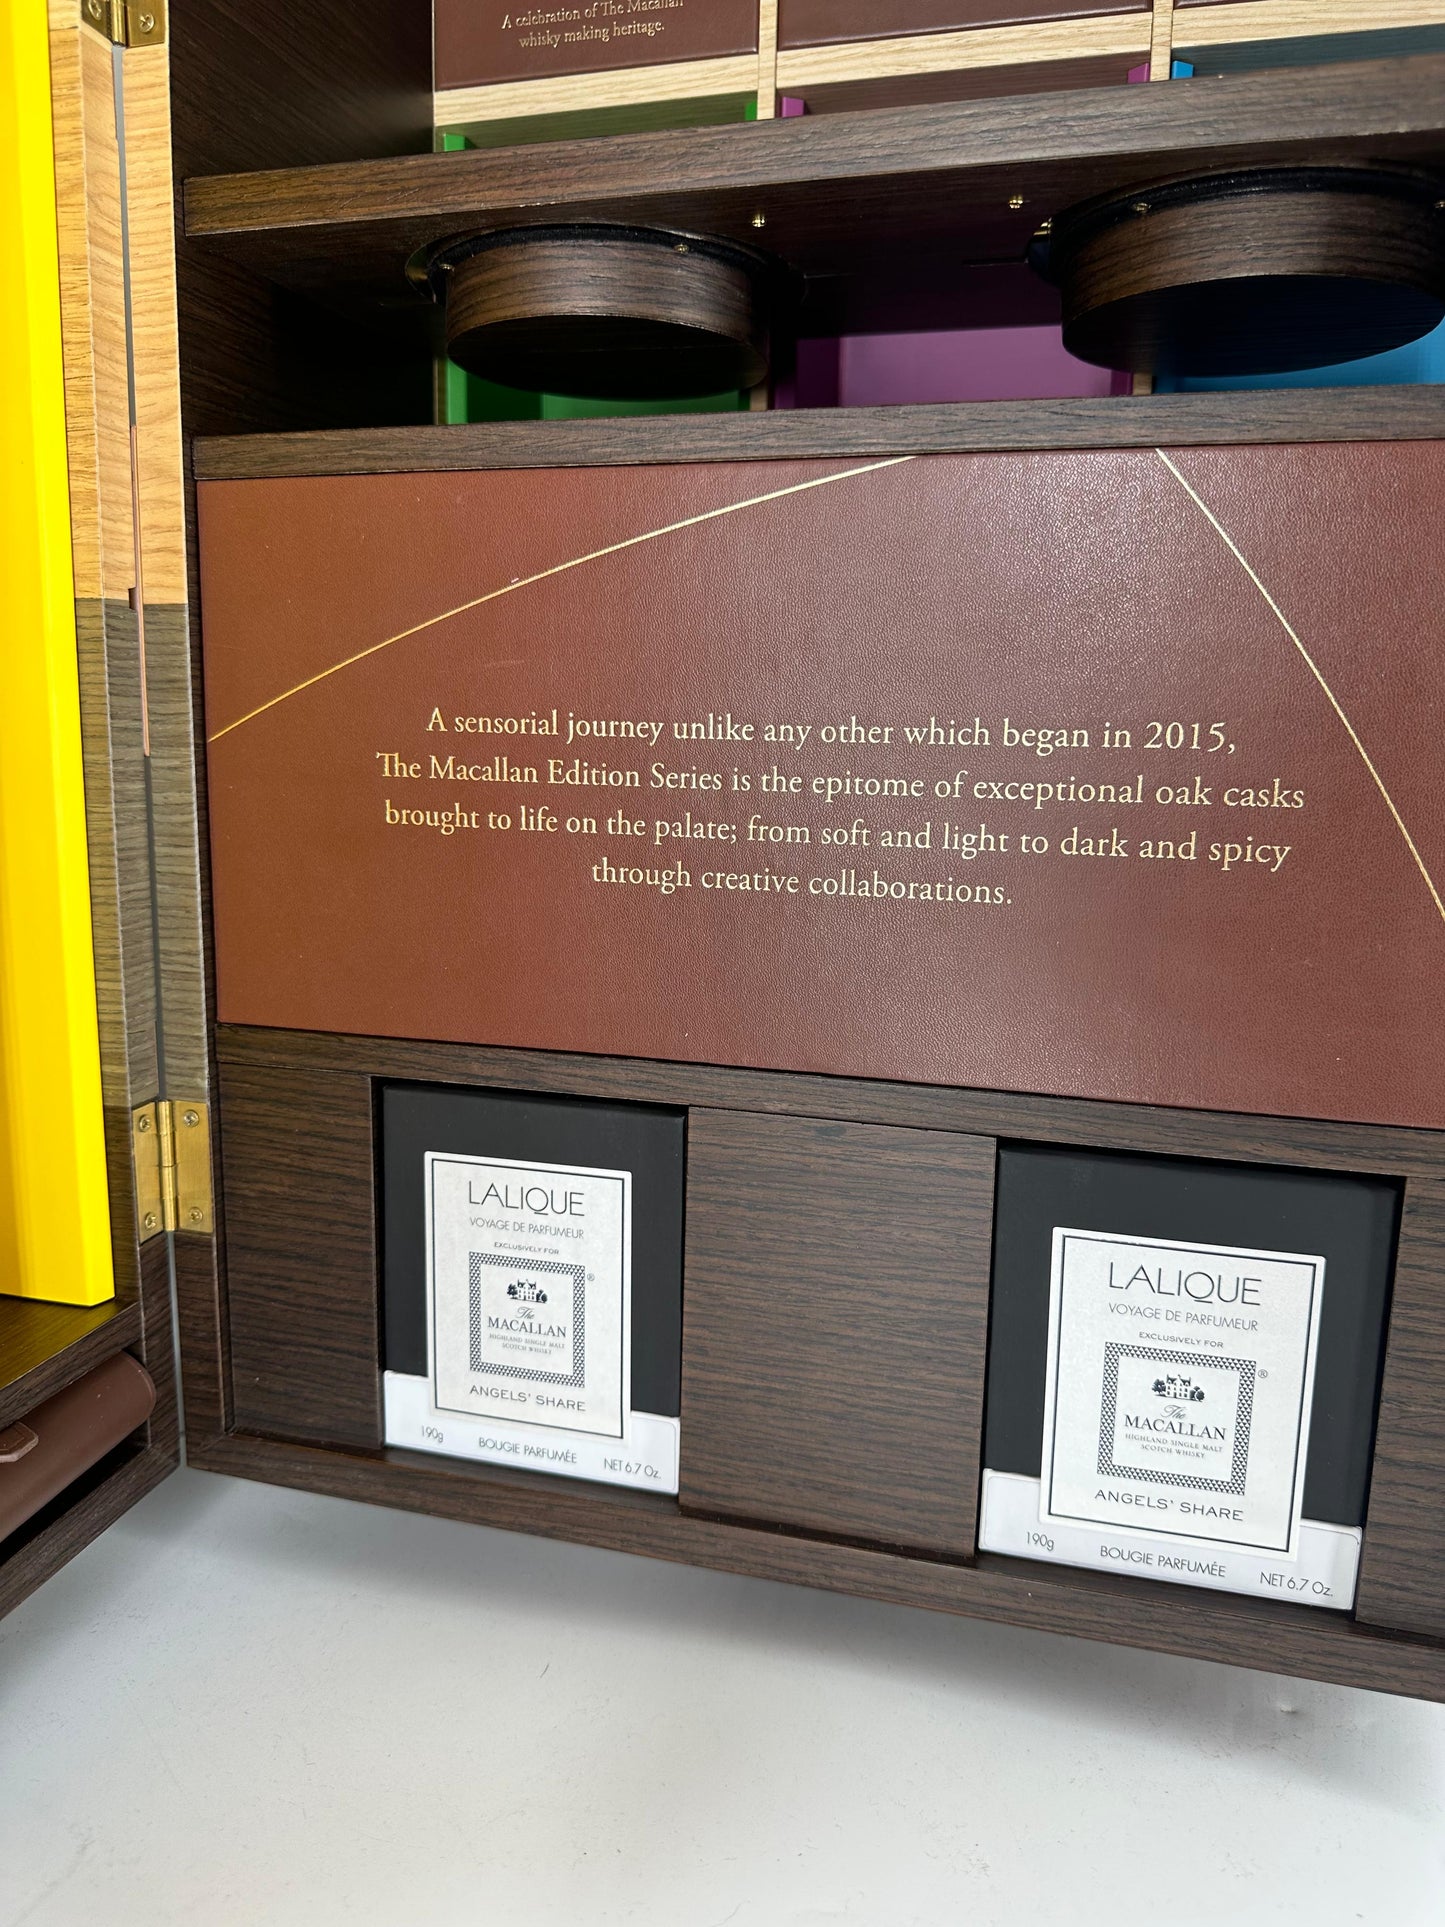 A celebration of The Macallan
whisky making heritage.
A sensorial journey unlike any other which began in 2015,
The Macallan Edition Series is the epitome of exceptional oak casks
brought to life on the palate; from soft and light to dark and spicy
through creative collaborations.
LALIQUE
VOYAGE DE PARFUMEUR
EXCLUSIVELY FOR
®
The
MACALLAN
HIGHLAND SINGLE MALT
SCOTCH WHISKY
ANGELS' SHARE
190g BOUGIE PARFUMÉE NET 6.7 Oz.
LALIQUE
VOYAGE DE PARFUMEUR
EXCLUSIVELY FOR
®
The
MACALLAN
HIGHLAND SINGLE MALT
SCOTCH WHISKY
ANGELS' SHARE
190g BOUGIE PARFUMÉE NET 6.7 Oz.